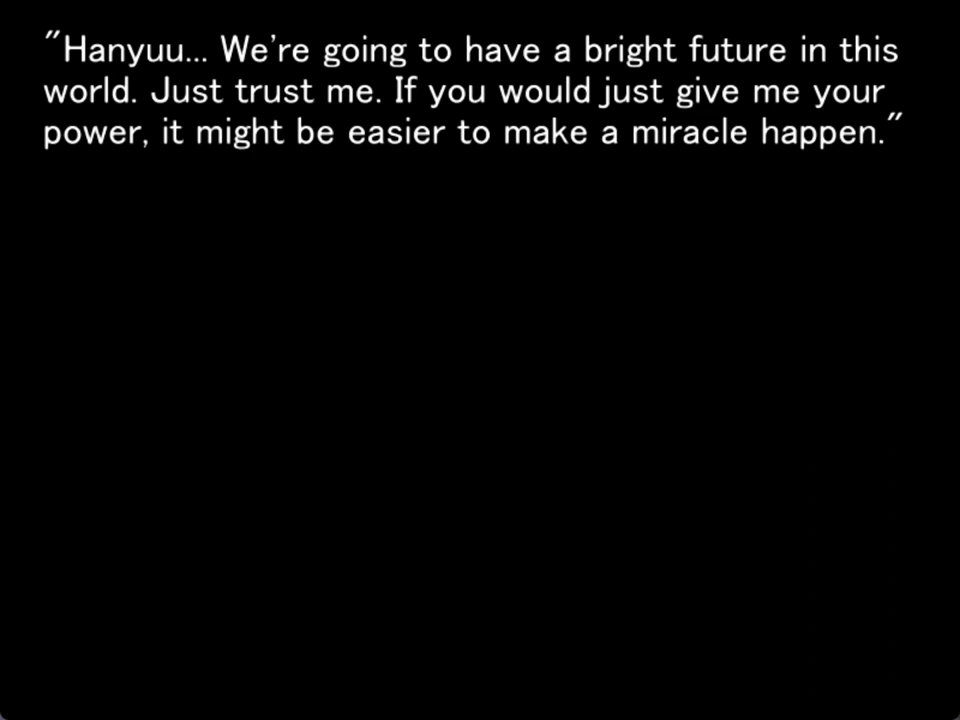 "Hanyuu... We're going to have a bright future in this
world. Just trust me. If you would just give me your
power, it might be easier to make a miracle happen."